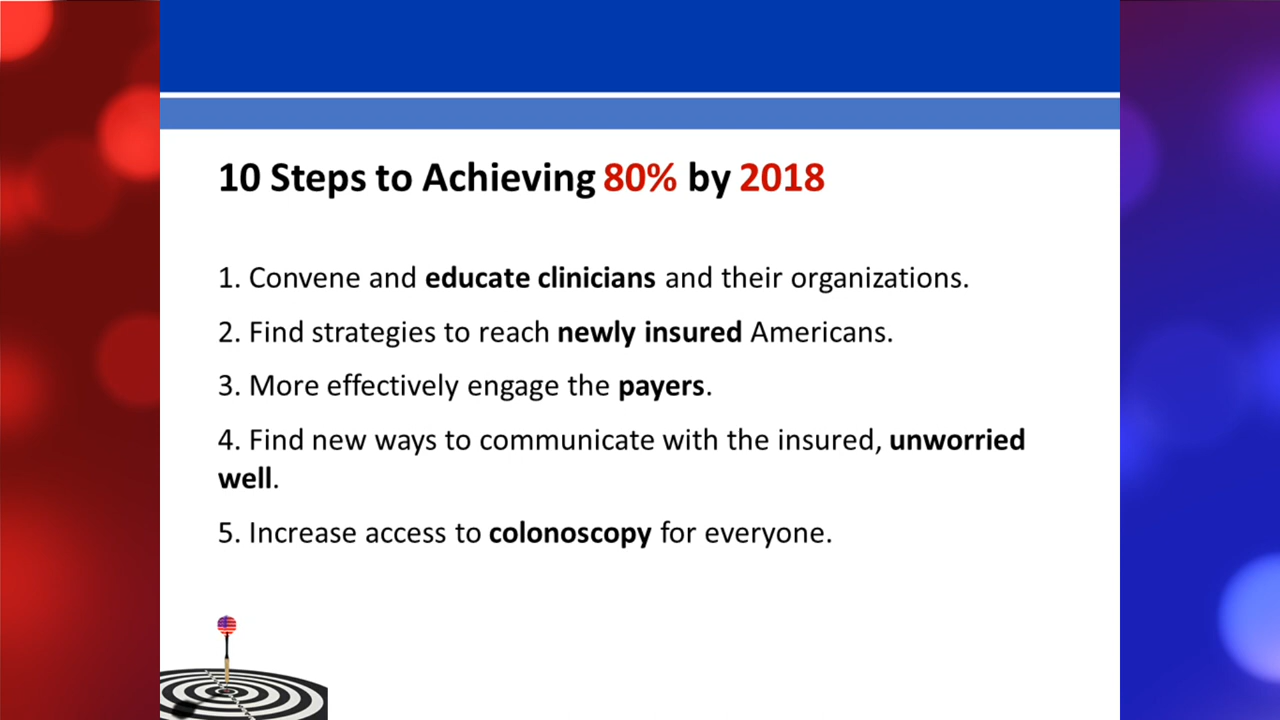 10 Steps to Achieving 80% by 2018
1. Convene and educate clinicians and their organizations.
2. Find strategies to reach newly insured Americans.
3. More effectively engage the payers.
4. Find new ways to communicate with the insured, unworried
well.
5. Increase access to colonoscopy for everyone.